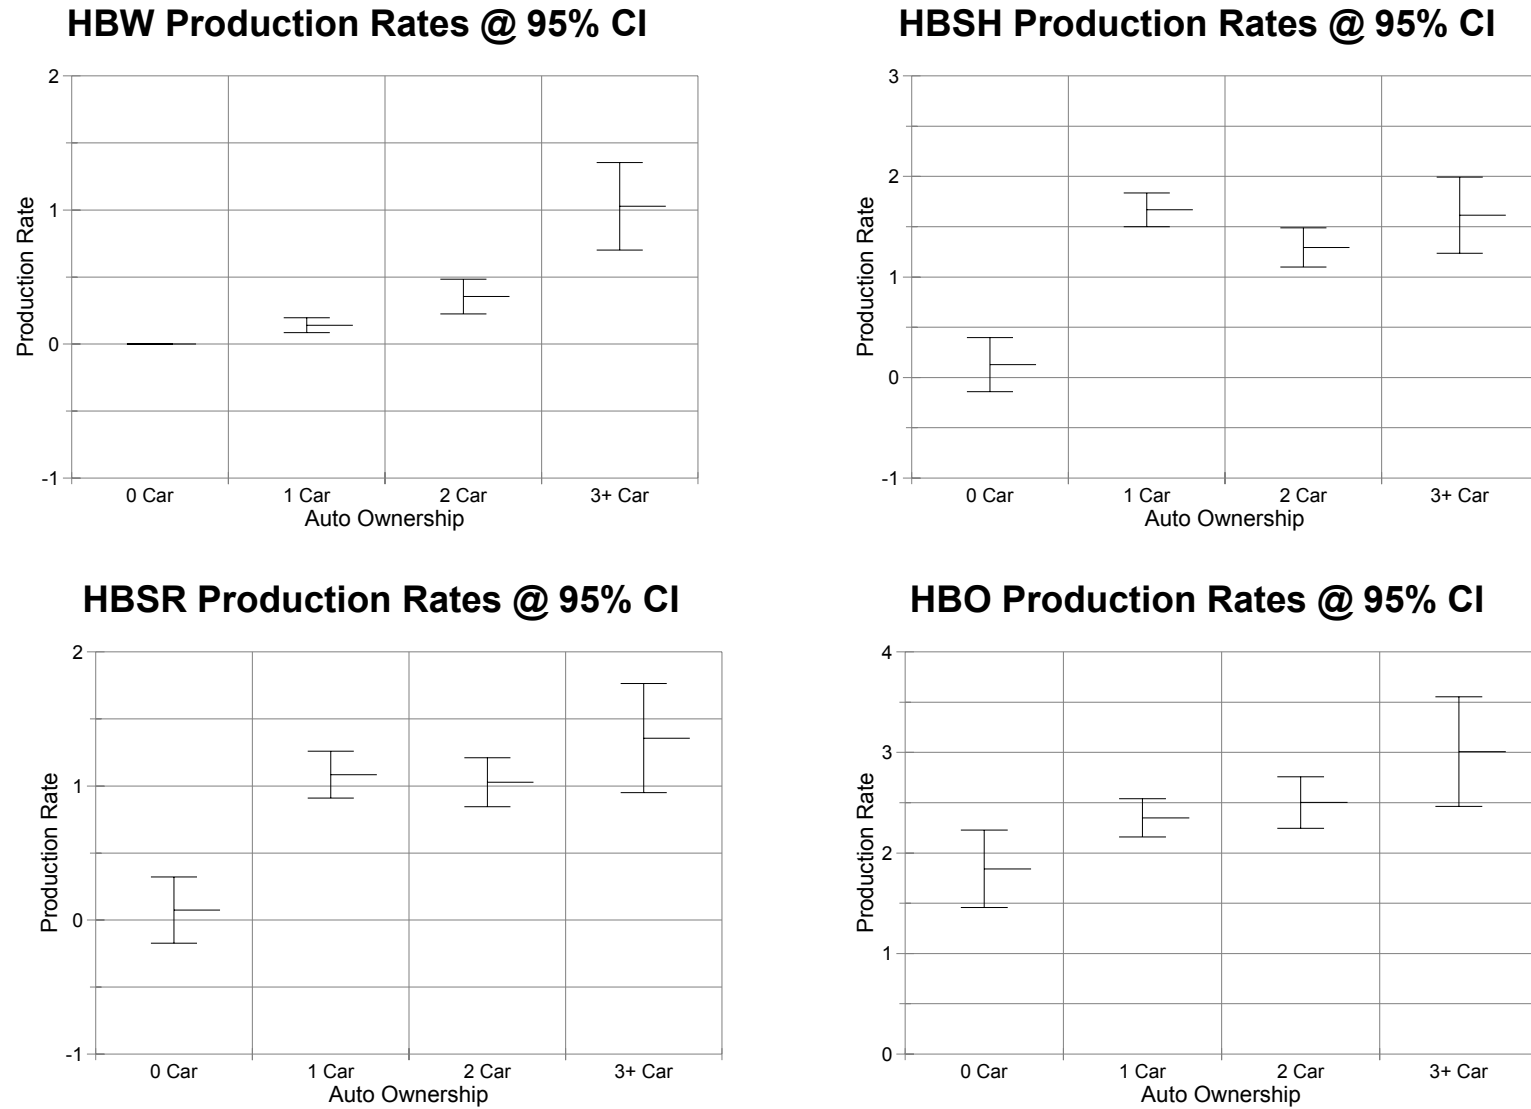 HBW Production Rates @ 95% CI
2
1
0
-1
Production Rate
0 Car 1 Car 2 Car 3+ Car
Auto Ownership
HBSH Production Rates @ 95% CI
3
2
1
0
-1
Production Rate
0 Car 1 Car 2 Car 3+ Car
Auto Ownership
HBSR Production Rates @ 95% CI
2
1
0
-1
Production Rate
0 Car 1 Car 2 Car 3+ Car
Auto Ownership
HBO Production Rates @ 95% CI
4
3
2
1
0
Production Rate
0 Car 1 Car 2 Car 3+ Car
Auto Ownership